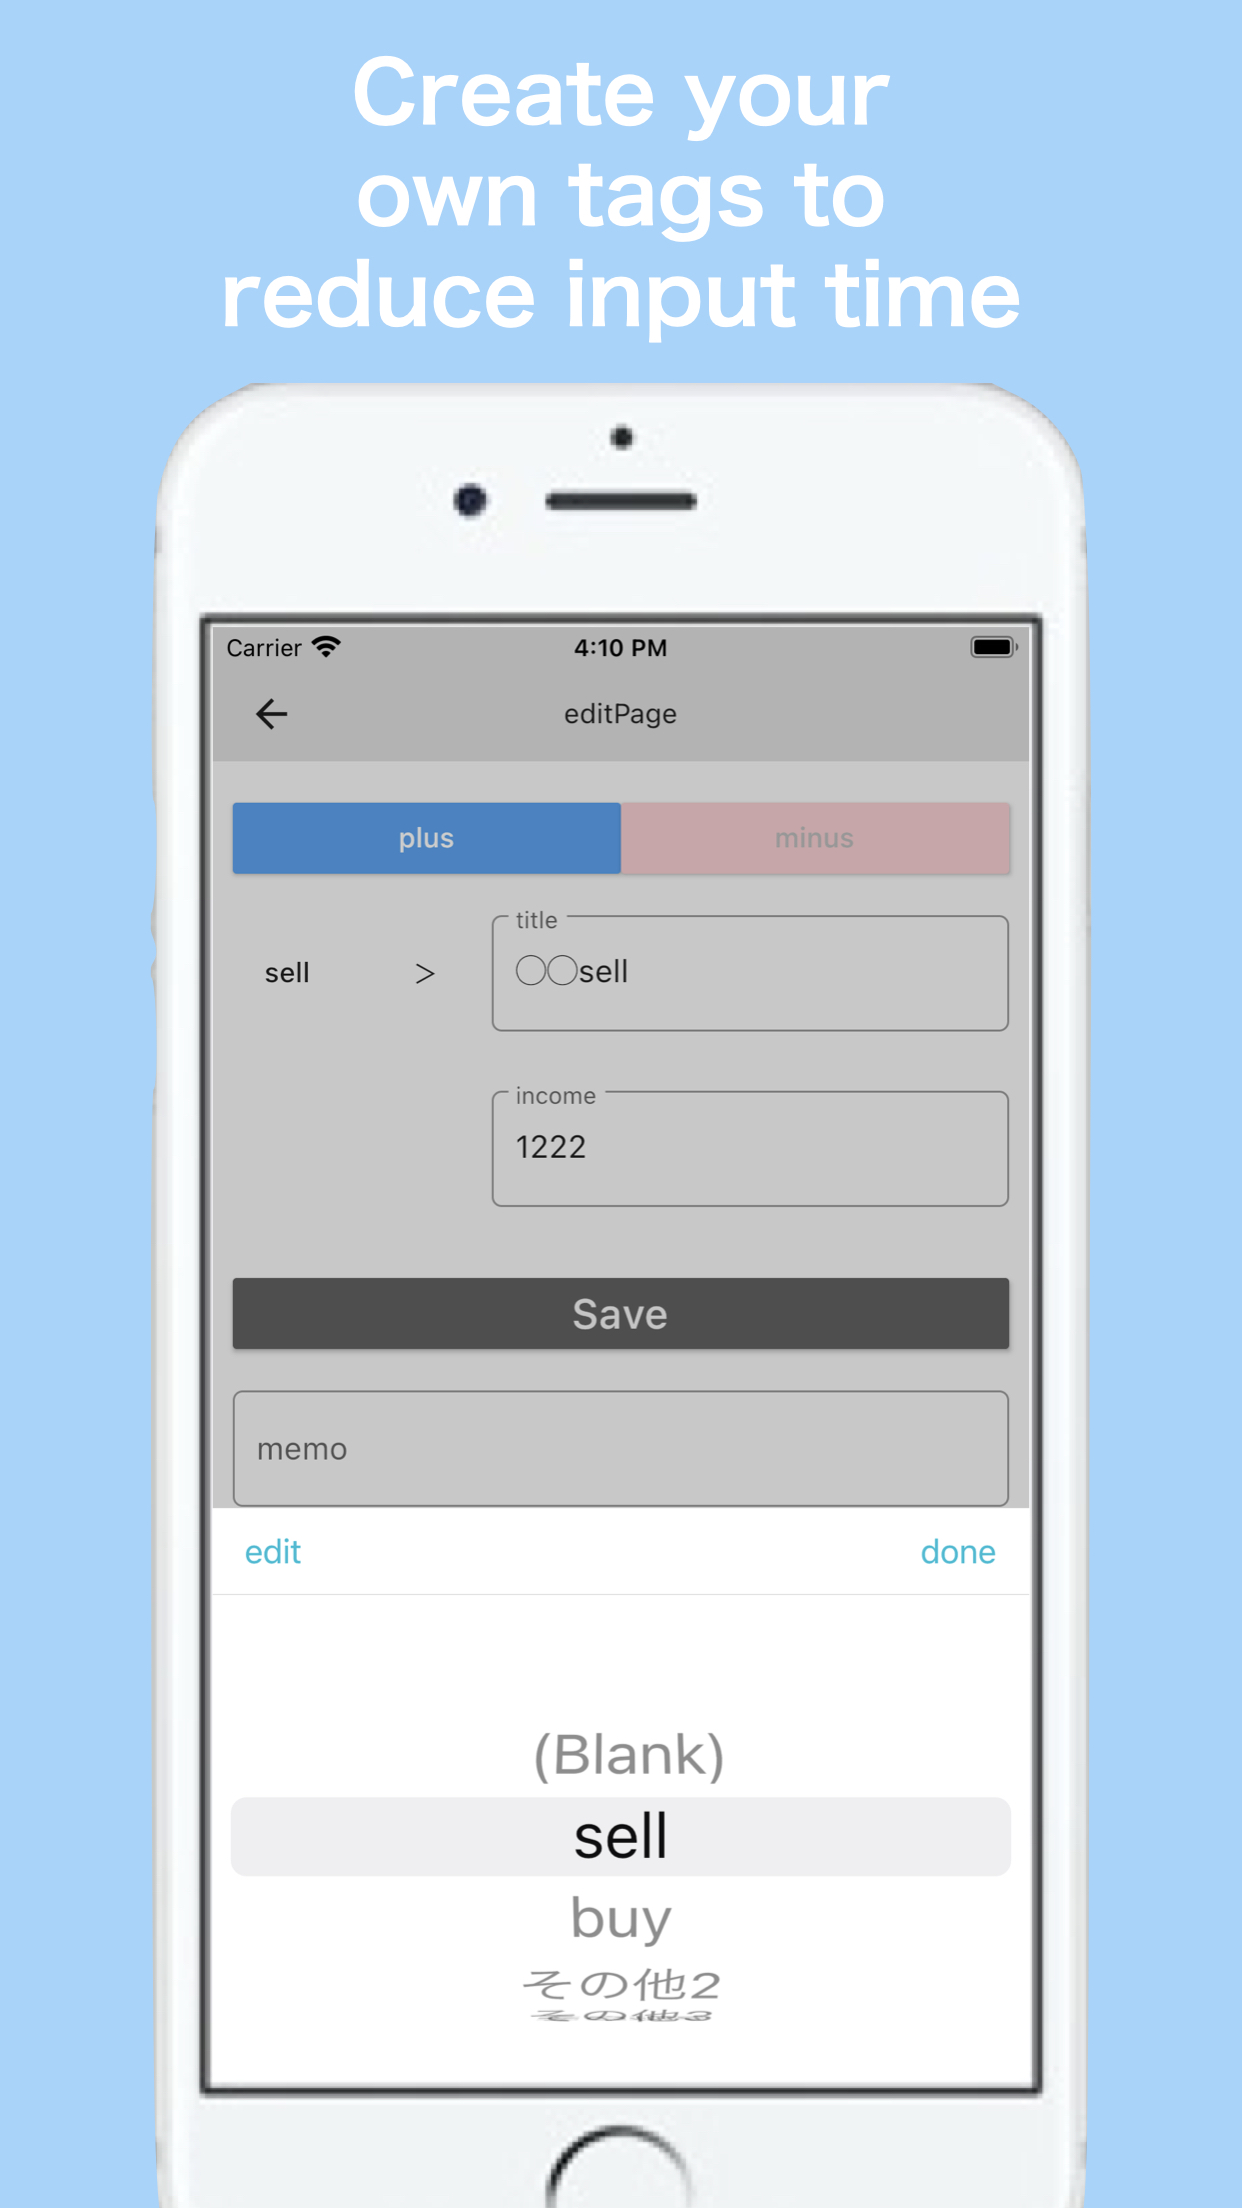 Create your
own tags to
reduce input time
Carrier
4:10 PM
editPage
plus
minus
title
sell
>
◯◯sell
income
1222
Save
memo
edit
done
(Blank)
sell
buy
その他2
その他3